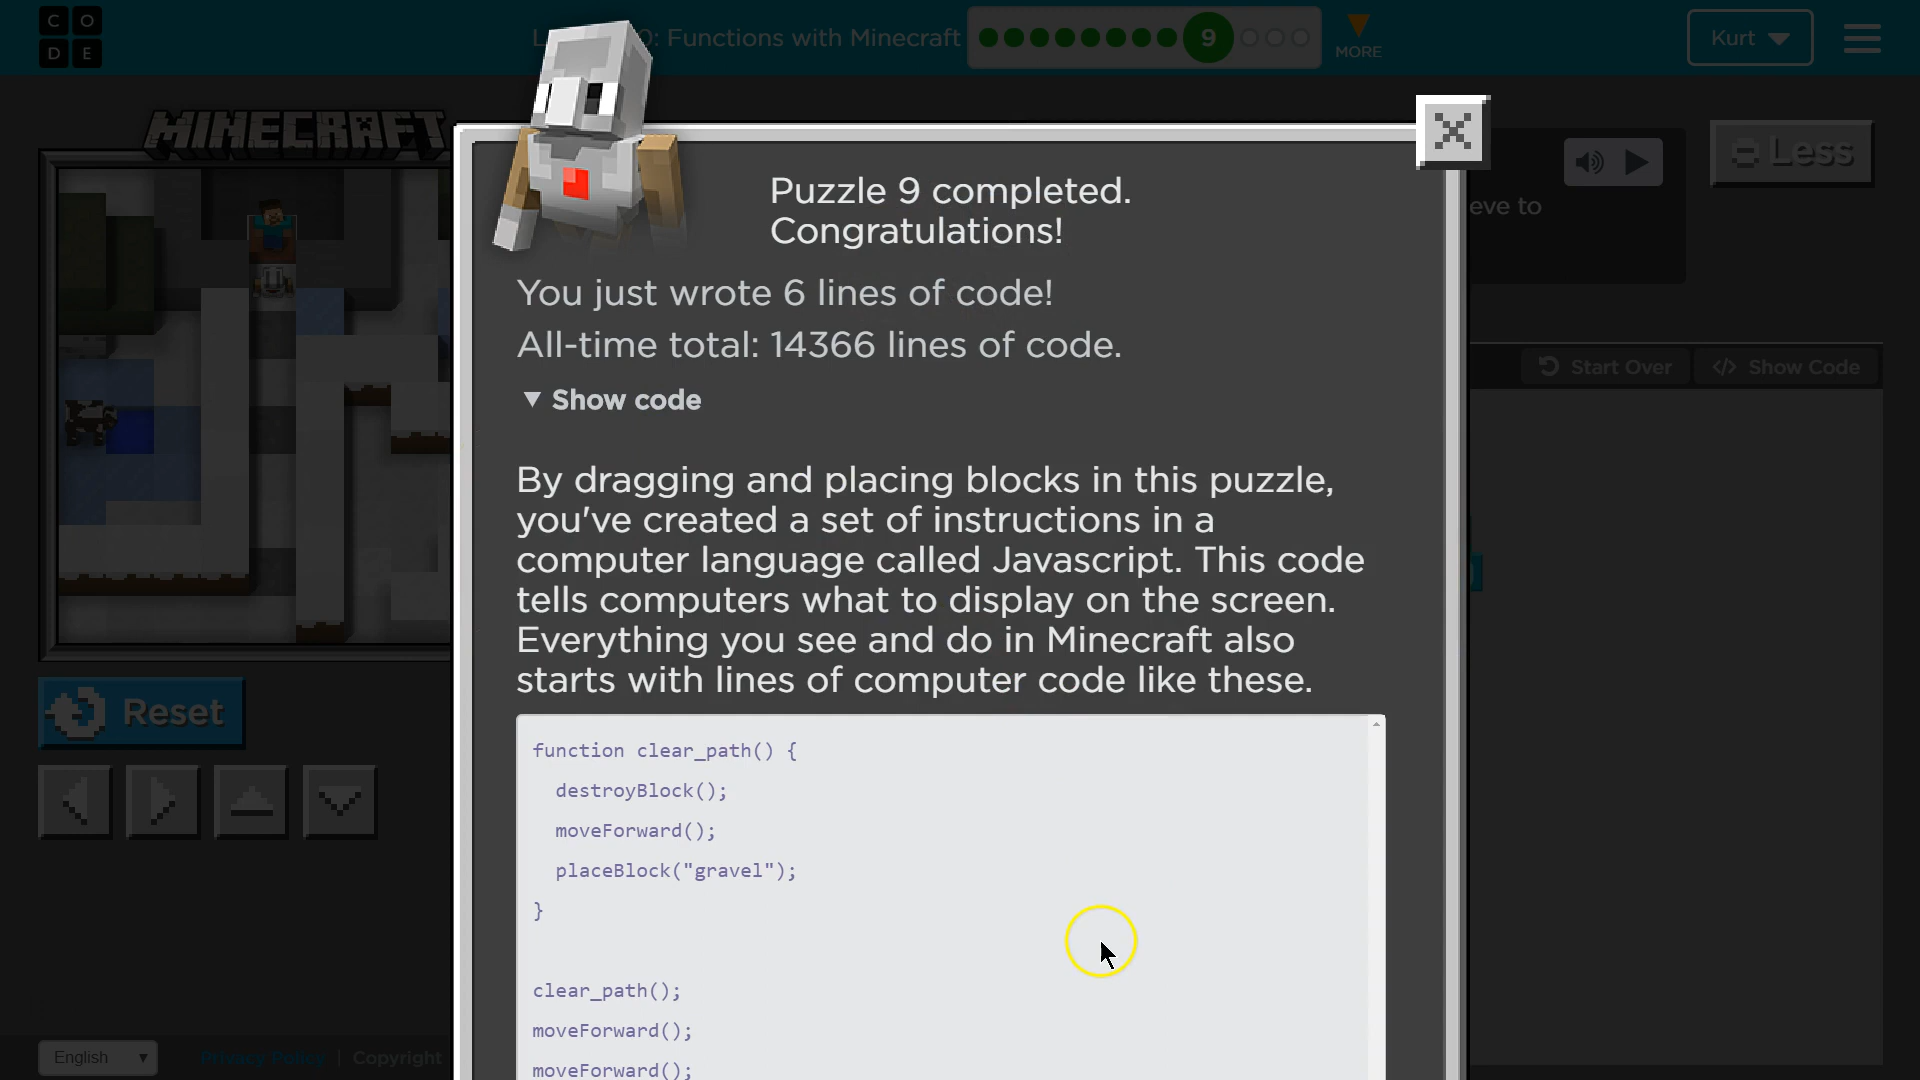 C O
D E
0: Functions with Minecraft
9
MORE
Kurt
MINECRAFT
Less
Puzzle 9 completed.
Congratulations!
eve to
You just wrote 6 lines of code!
All-time total: 14366 lines of code.
Start Over
Show Code
Show code
By dragging and placing blocks in this puzzle,
you've created a set of instructions in a
computer language called Javascript. This code
tells computers what to display on the screen.
Everything you see and do in Minecraft also
starts with lines of computer code like these.
Reset
function clear_path() {
destroyBlock();
moveForward();
placeBlock("gravel");
}
clear_path();
moveForward();
moveForward();
English
Privacy Policy | Copyright